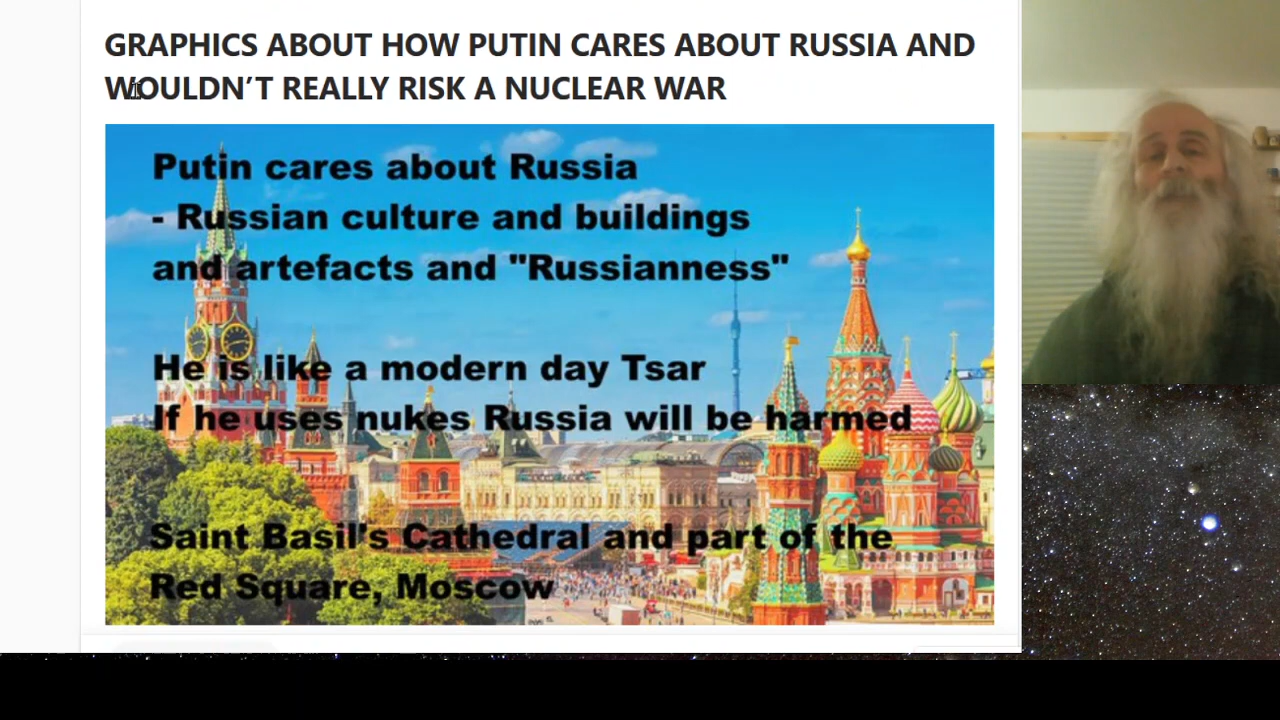 GRAPHICS ABOUT HOW PUTIN CARES ABOUT RUSSIA AND
WOULDN’T REALLY RISK A NUCLEAR WAR
Putin cares about Russia
- Russian culture and buildings
and artefacts and "Russianness"
He is like a modern day Tsar
If he uses nukes Russia will be harmed
Saint Basil's Cathedral and part of the
Red Square, Moscow